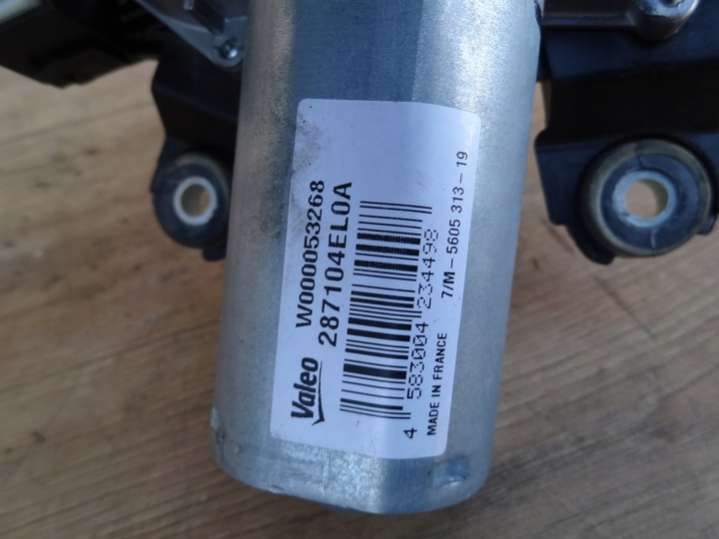 Valeo
W000053268
287104EL0A
4 583004 234498
MADE IN FRANCE 7/M-5605 313-19